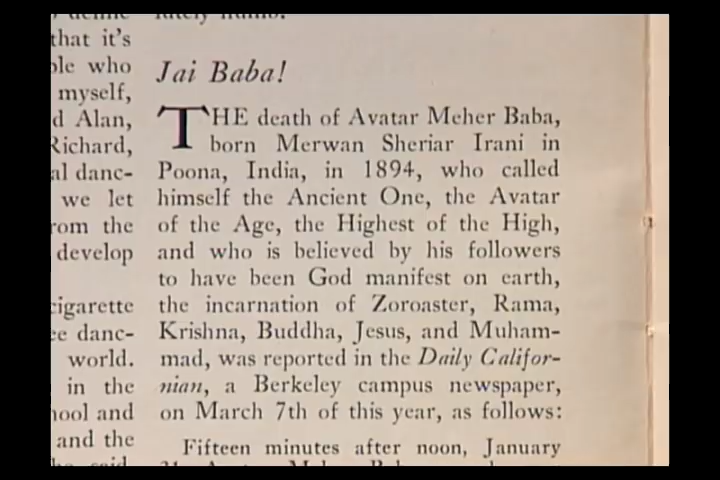 that it's
who
myself,
d Alan,
Richard,
al danc-
we let
om the
develop
cigarette
danc-
world.
in the
ool and
and the
Jai Baba!
THE death of Avatar Meher Baba,
born Merwan Sheriar Irani in
Poona, India, in 1894, who called
himself the Ancient One, the Avatar
of the Age, the Highest of the High,
and who is believed by his followers
to have been God manifest on earth,
the incarnation of Zoroaster, Rama,
Krishna, Buddha, Jesus, and Muham-
mad, was reported in the Daily Califor-
nian, a Berkeley campus newspaper,
on March 7th of this year, as follows:
Fifteen minutes after noon, January